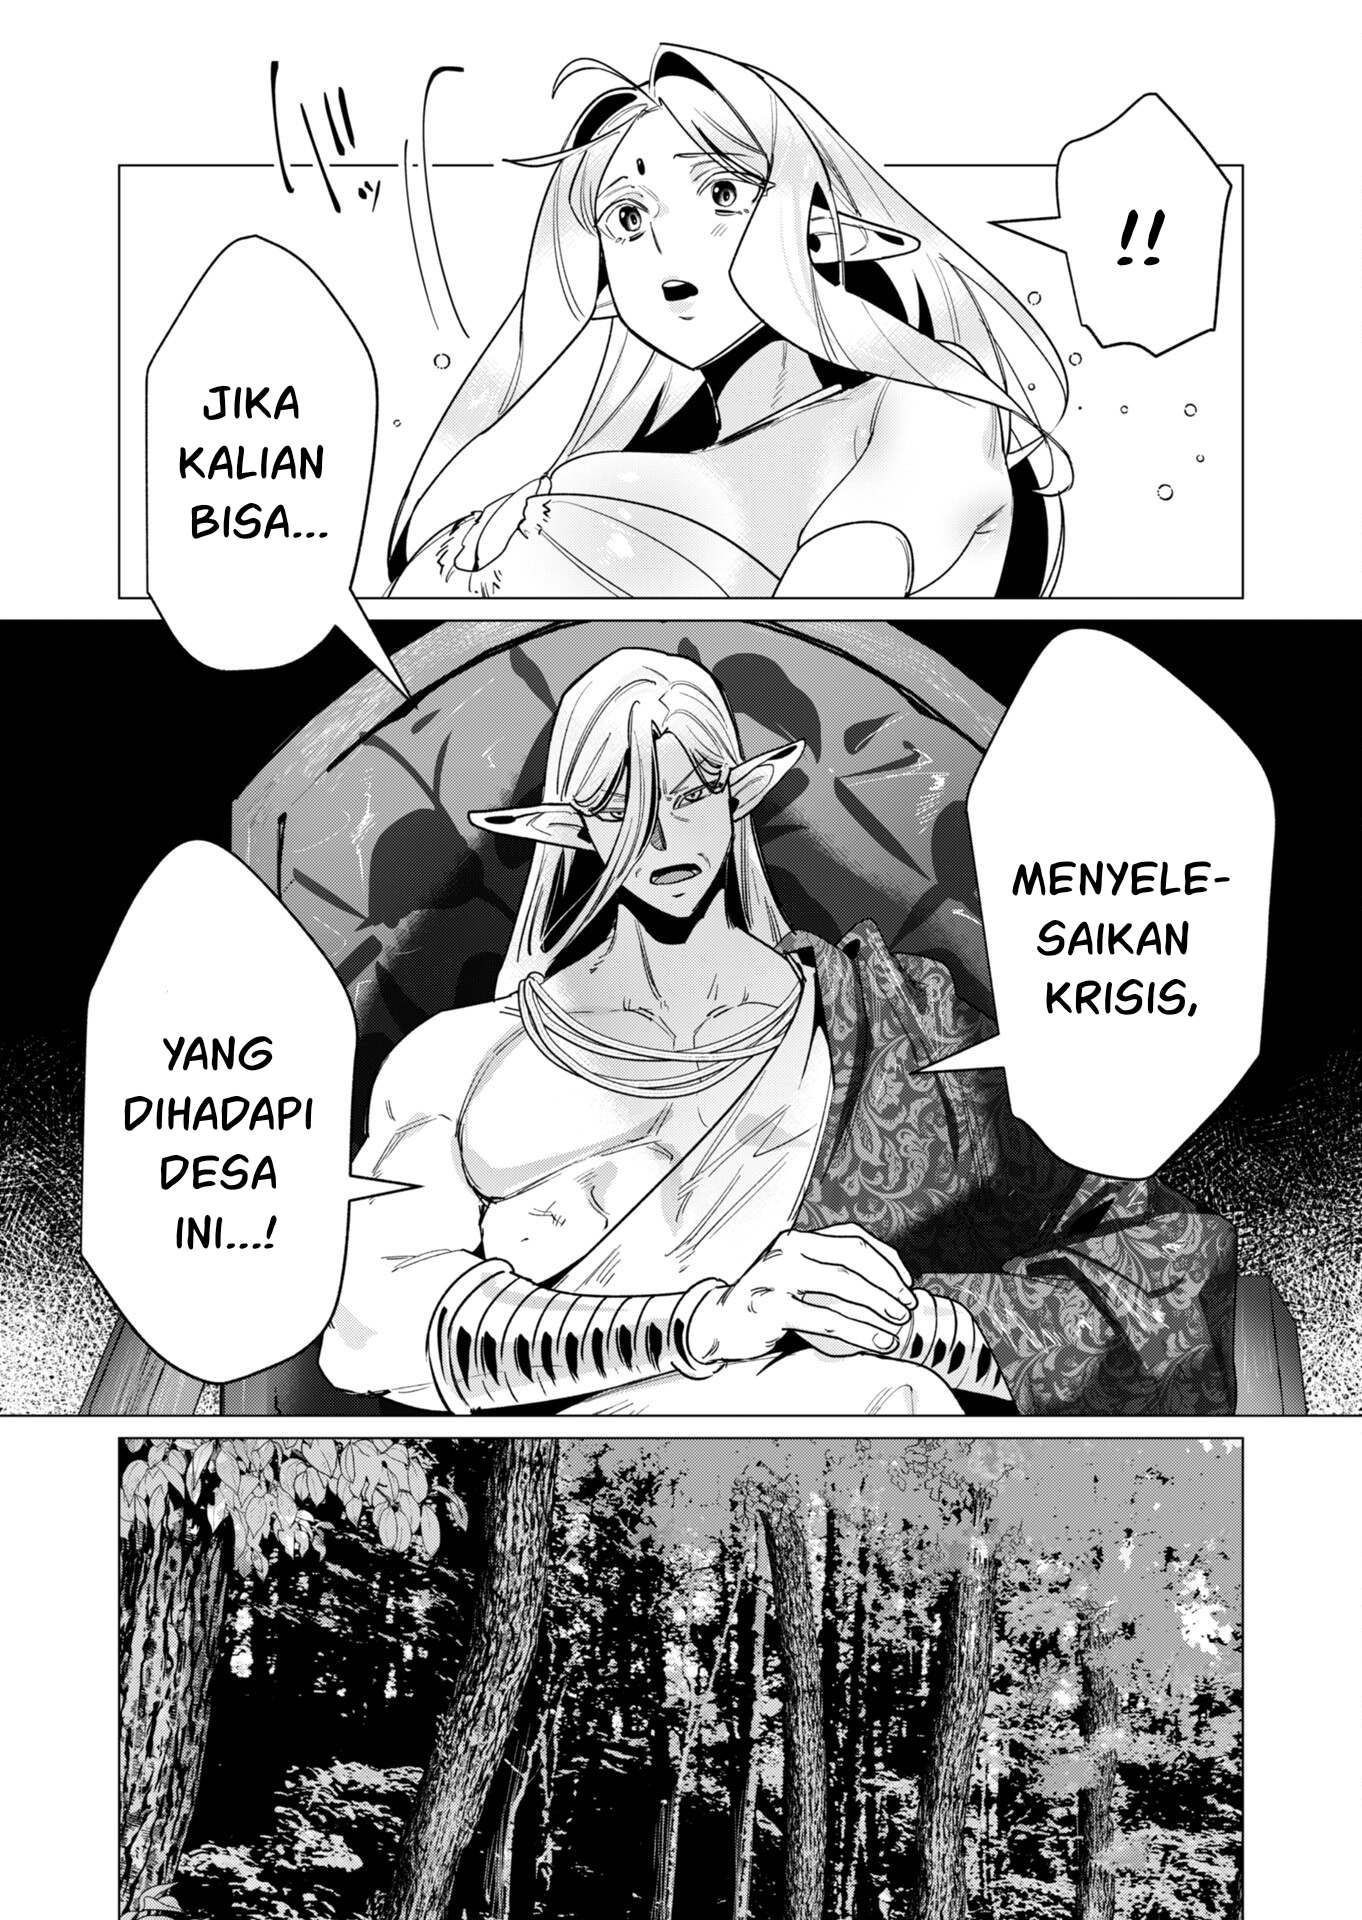 !!
JIKA
KALIAN
BISA...
MENYELE-
SAIKAN
KRISIS,
YANG
DIHADAPI
DESA
INI...!